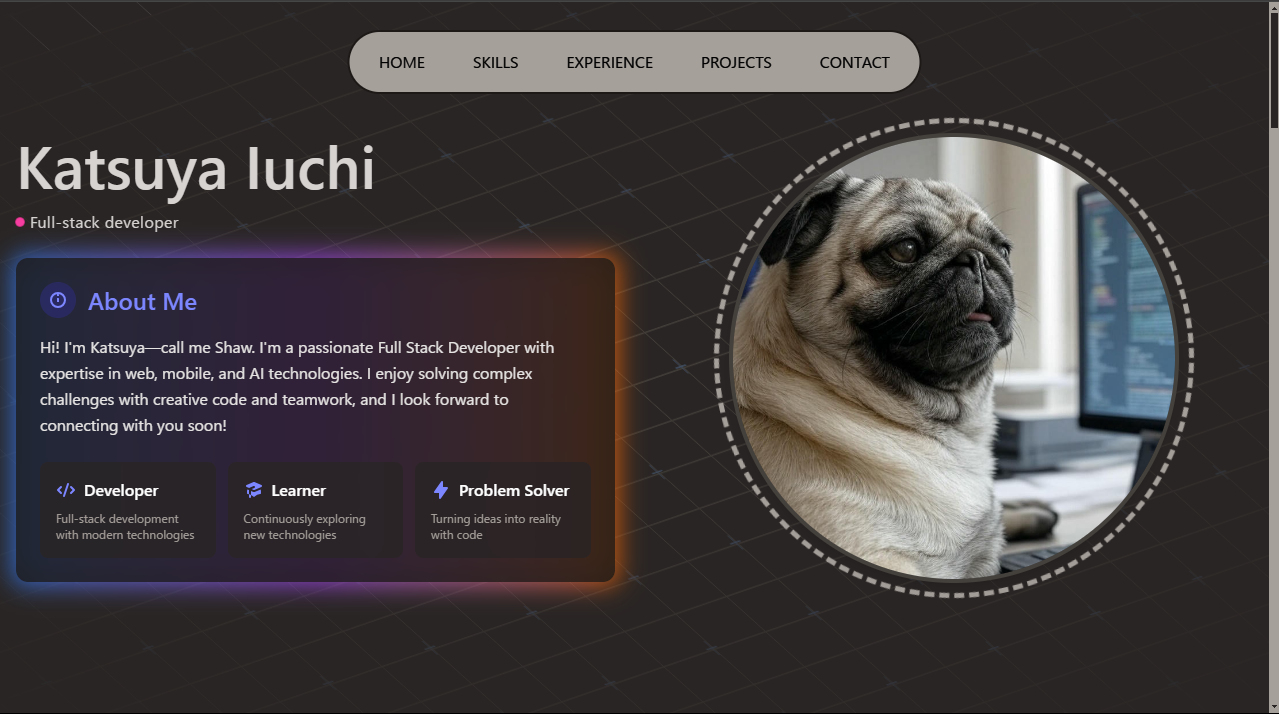 HOME SKILLS EXPERIENCE PROJECTS CONTACT
Katsuya Iuchi
Full-stack developer
About Me
Hi! I'm Katsuya—call me Shaw. I'm a passionate Full Stack Developer with
expertise in web, mobile, and AI technologies. I enjoy solving complex
challenges with creative code and teamwork, and I look forward to
connecting with you soon!
Developer
Full-stack development
with modern technologies
Learner
Continuously exploring
new technologies
Problem Solver
Turning ideas into reality
with code